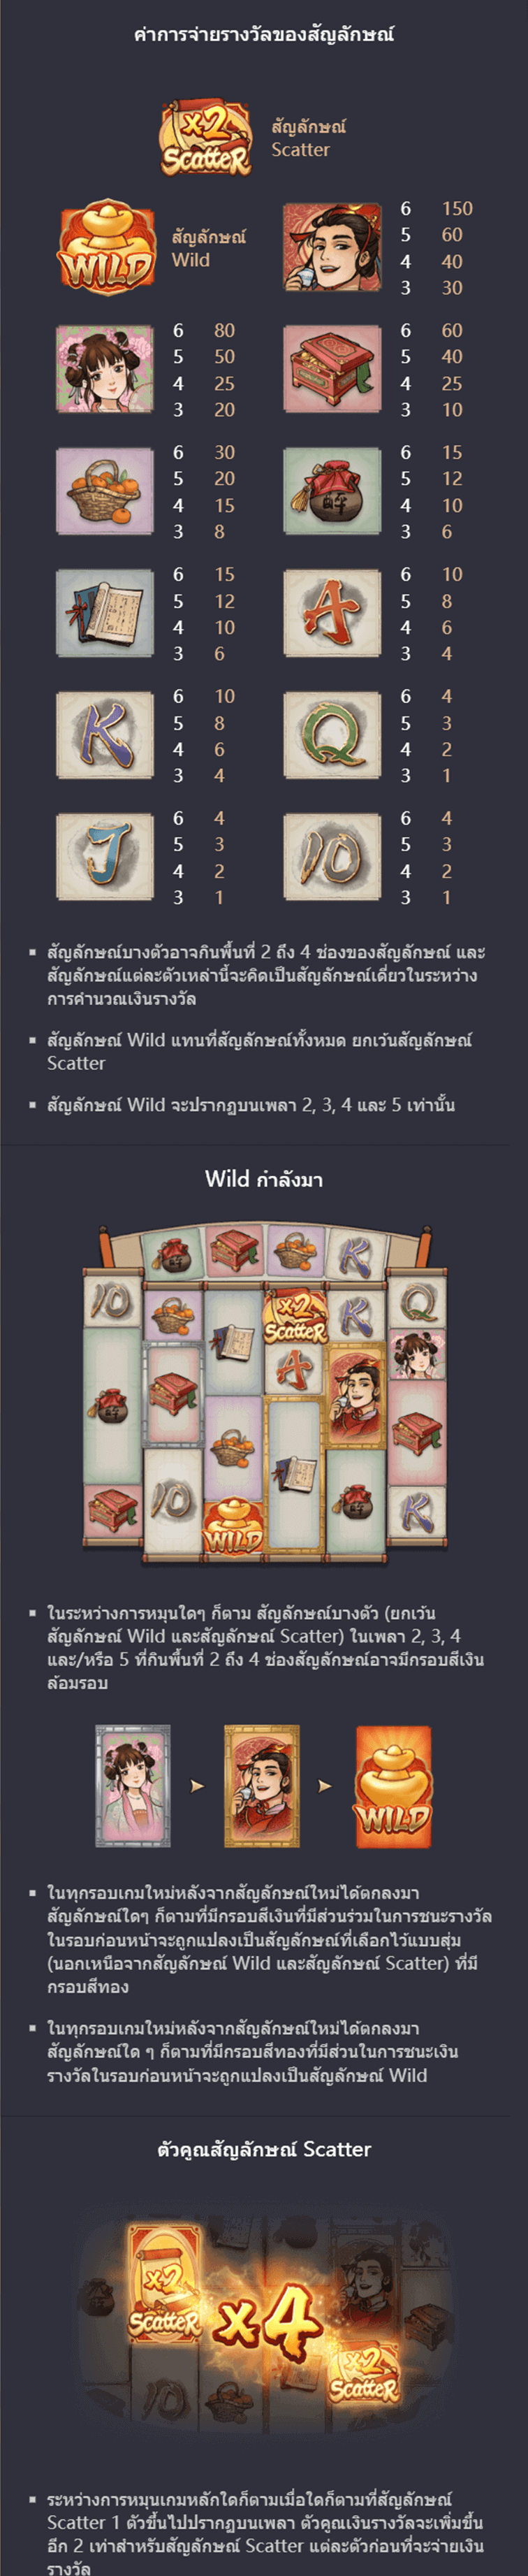 ค่าการจ่ายรางวัลของสัญลักษณ์
x2
Scatter
สัญลักษณ์
Scatter
WILD
สัญลักษณ์
Wild
6 150
5 60
4 40
3 30
6 80
5 50
4 25
3 20
6 60
5 40
4 25
3 10
6 30
5 20
4 15
3 8
醉
6 15
5 12
4 10
3 6
6 15
5 12
4 10
3 6
A
6 10
5 8
4 6
3 4
K
6 10
5 8
4 6
3 4
Q
6 4
5 3
4 2
3 1
J
6 4
5 3
4 2
3 1
10
6 4
5 3
4 2
3 1
สัญลักษณ์บางตัวอาจกินพื้นที่ 2 ถึง 4 ช่องของสัญลักษณ์ และ
สัญลักษณ์แต่ละตัวเหล่านี้จะคิดเป็นสัญลักษณ์เดี่ยวในระหว่าง
การคำนวณเงินรางวัล
สัญลักษณ์ Wild แทนที่สัญลักษณ์ทั้งหมด ยกเว้นสัญลักษณ์
Scatter
สัญลักษณ์ Wild จะปรากฏบนเพลา 2, 3, 4 และ 5 เท่านั้น
Wild กำลังมา
K
10
x2
Scatter
K
Q
A
10
WILD
K
ในระหว่างการหมุนใดๆ ก็ตาม สัญลักษณ์บางตัว (ยกเว้น
สัญลักษณ์ Wild และสัญลักษณ์ Scatter) ในเพลา 2, 3, 4
และ/หรือ 5 ที่กินพื้นที่ 2 ถึง 4 ช่องสัญลักษณ์อาจมีกรอบสีเงิน
ล้อมรอบ
WILD
ในทุกรอบเกมใหม่หลังจากสัญลักษณ์ใหม่ได้ตกลงมา
สัญลักษณ์ใดๆ ก็ตามที่มีกรอบสีเงินที่มีส่วนร่วมในการชนะรางวัล
ในรอบก่อนหน้าจะถูกแปลงเป็นสัญลักษณ์ที่เลือกไว้แบบสุ่ม
(นอกเหนือจากสัญลักษณ์ Wild และสัญลักษณ์ Scatter) ที่มี
กรอบสีทอง
ในทุกรอบเกมใหม่หลังจากสัญลักษณ์ใหม่ได้ตกลงมา
สัญลักษณ์ใด ๆ ก็ตามที่มีกรอบสีทองที่มีส่วนในการชนะเงิน
รางวัลในรอบก่อนหน้าจะถูกแปลงเป็นสัญลักษณ์ Wild
ตัวคูณสัญลักษณ์ Scatter
x2
Scatter
x4
x2
Scatter
10
ระหว่างการหมุนเกมหลักใดก็ตามเมื่อใดก็ตามที่สัญลักษณ์
Scatter 1 ตัวขึ้นไปปรากฏบนเพลา ตัวคูณเงินรางวัลจะเพิ่มขึ้น
อีก 2 เท่าสำหรับสัญลักษณ์ Scatter แต่ละตัวก่อนที่จะจ่ายเงิน
รางวัล